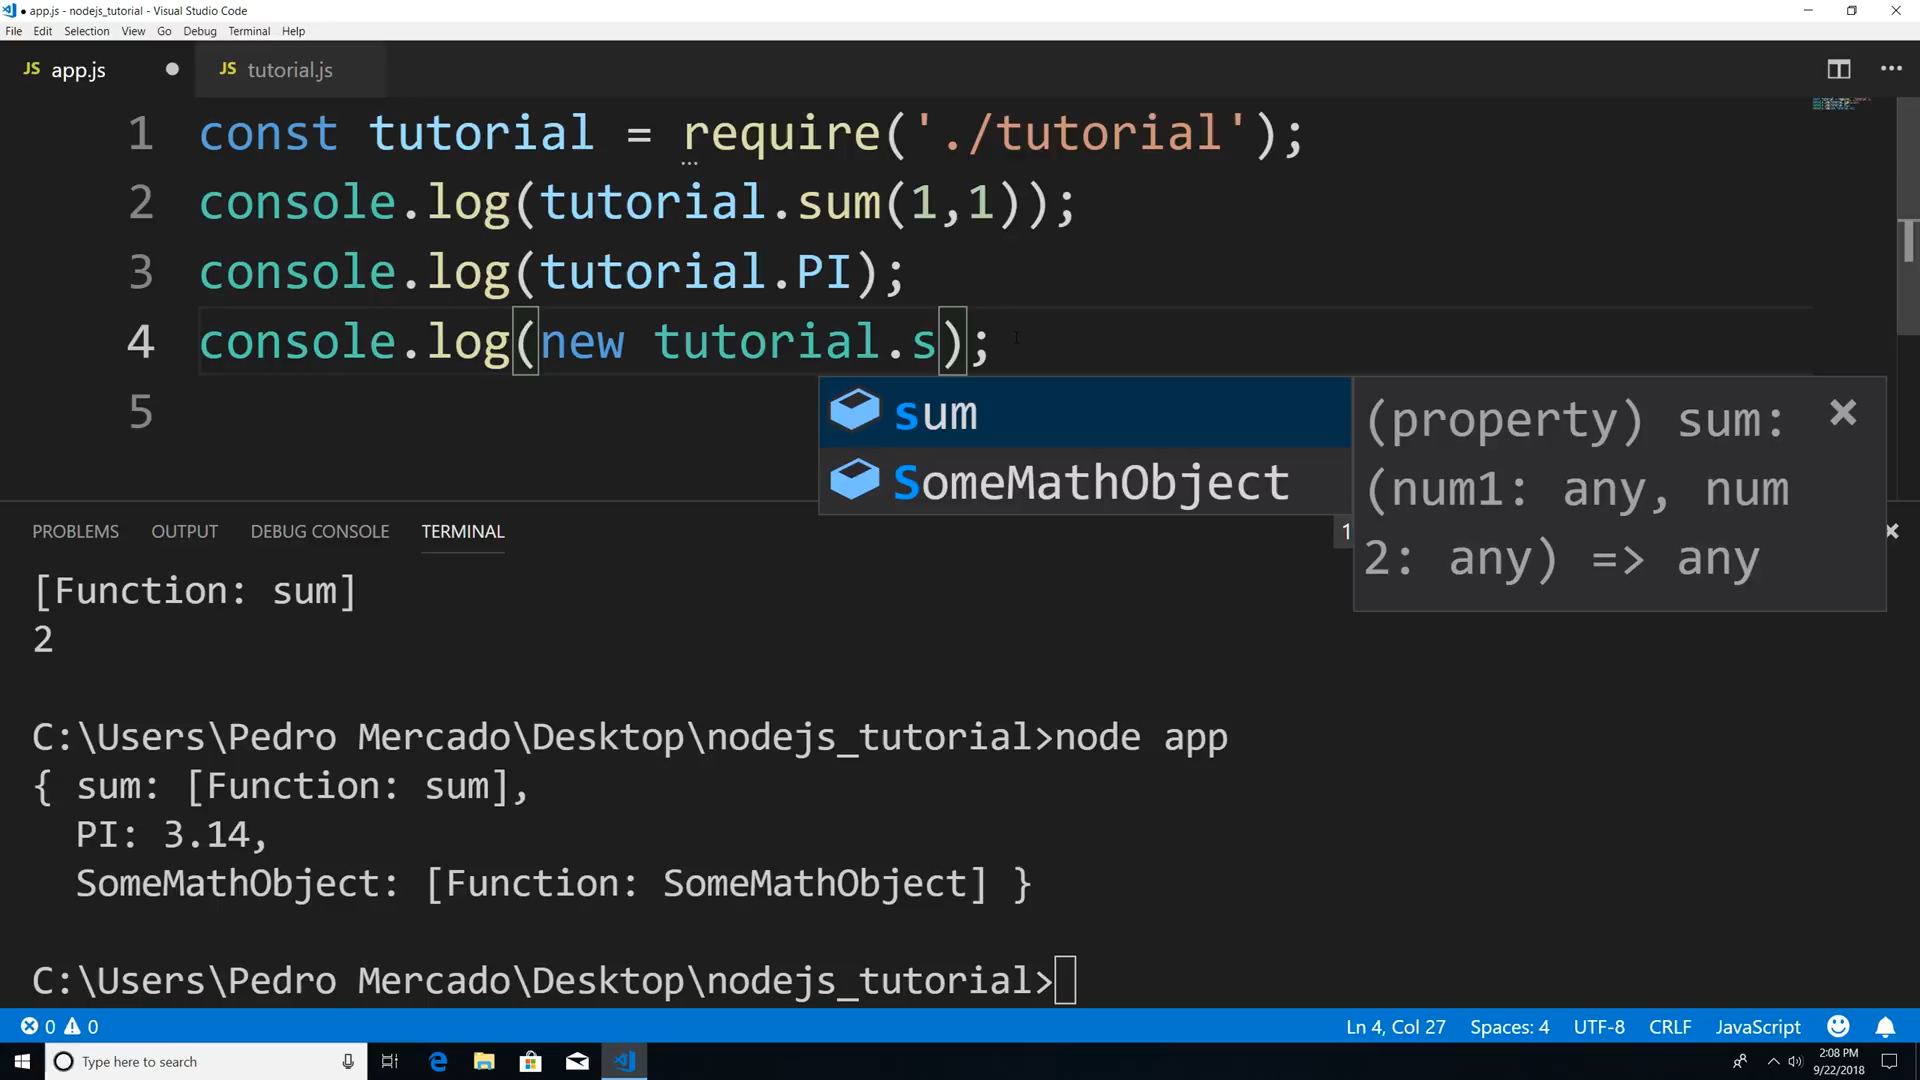 ● app.js - nodejs_tutorial - Visual Studio Code
File Edit Selection View Go Debug Terminal Help
JS app.js ● JS tutorial.js
1 const tutorial = require('./tutorial');
2 console.log(tutorial.sum(1,1));
3 console.log(tutorial.PI);
4 console.log(new tutorial.s);
5
sum
SomeMathObject
(property) sum:
(num1: any, num
2: any) => any
PROBLEMS OUTPUT DEBUG CONSOLE TERMINAL 1
[Function: sum]
2
C:\Users\Pedro Mercado\Desktop\nodejs_tutorial>node app
{ sum: [Function: sum],
PI: 3.14,
SomeMathObject: [Function: SomeMathObject] }
C:\Users\Pedro Mercado\Desktop\nodejs_tutorial>
0 0 Ln 4, Col 27 Spaces: 4 UTF-8 CRLF JavaScript
Type here to search
2:08 PM
9/22/2018